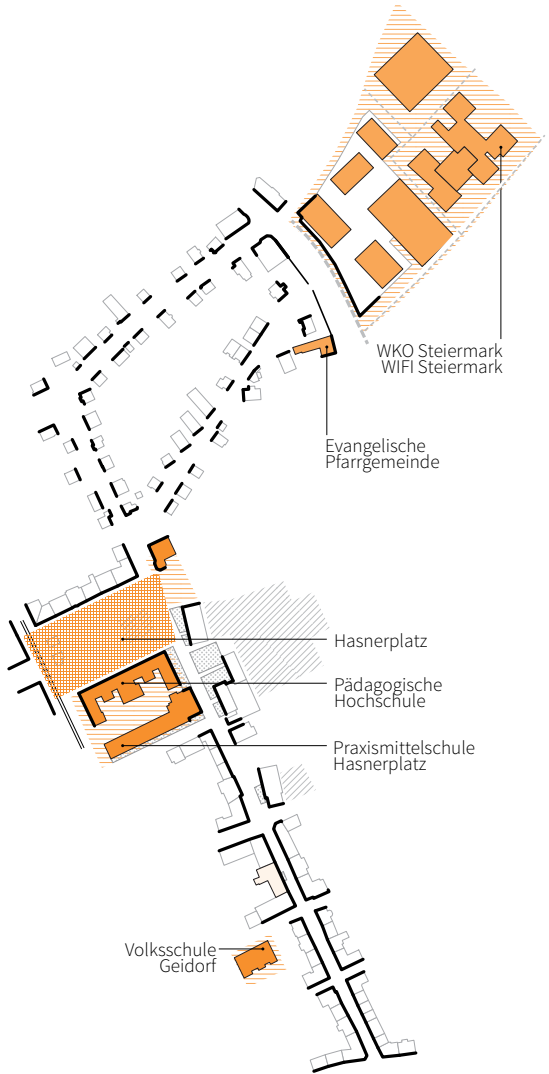 WKO Steiermark
WIFI Steiermark
Evangelische
Pfarrgemeinde
Hasnerplatz
Pädagogische
Hochschule
Praxismittelschule
Hasnerplatz
Volksschule
Geidorf